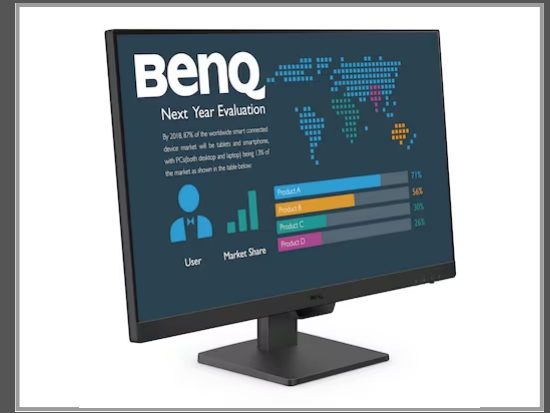 BenQ
Next Year Evaluation
By 2018, 87% of the worldwide smart connected
device market will be tablets and smartphone,
with PCs(both desktop and laptop) being 13% of
the market as shown in the table below
Product A
71%
Product B
56%
Product C
30%
Product D
26%
User
Market Share
BenQ